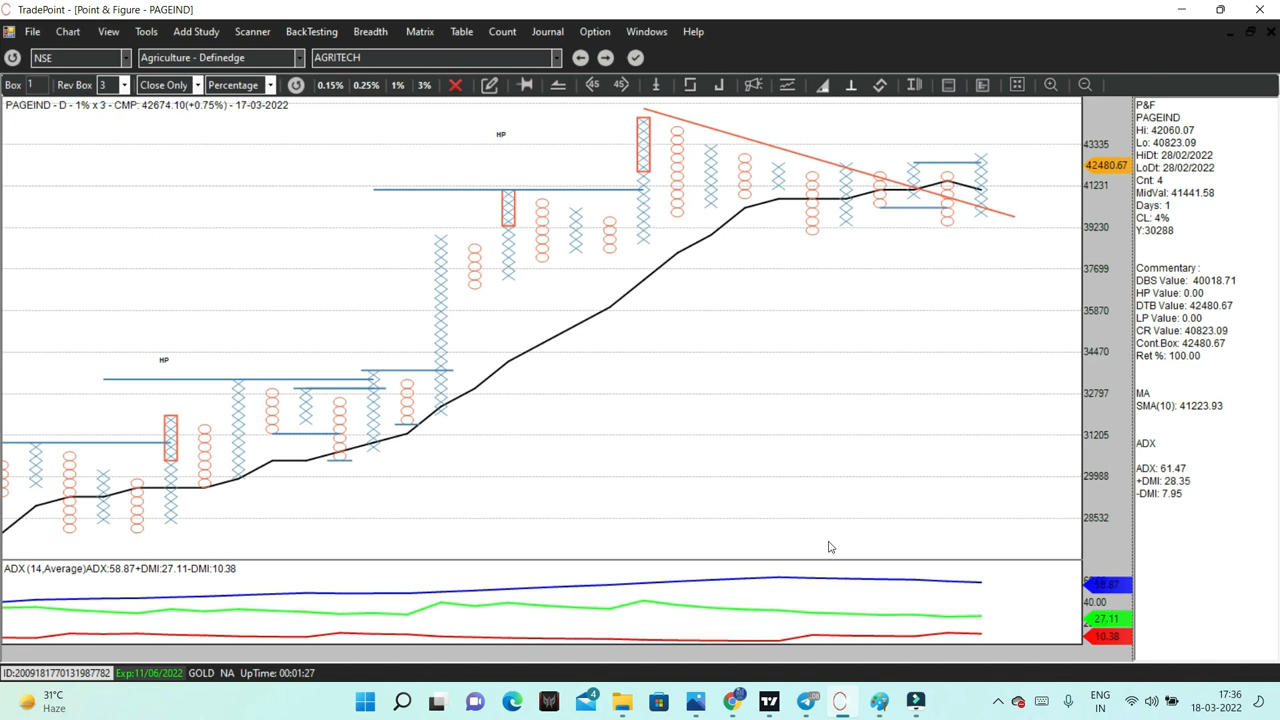 TradePoint - [Point & Figure - PAGEIND]
File Chart View Tools Add Study Scanner BackTesting Breadth Matrix Table Count Journal Option Windows Help
NSE Agriculture - Definedge AGRITECH
Box 1 Rev Box 3 Close Only Percentage 0.15% 0.25% 1% 3% 45 45
PAGEIND - D - 1% x 3 - CMP: 42674.10(+0.75%) - 17-03-2022
HP
HP
43335
42480.67
41231
39230
37699
35870
34470
32797
31205
29988
28532
P&F
PAGEIND
Hi: 42060.07
Lo: 40823.09
HiDt: 28/02/2022
LoDt: 28/02/2022
Cnt: 4
MidVal: 41441.58
Days: 1
CL: 4%
Y:30288
Commentary :
DBS Value: 40018.71
HP Value: 0.00
DTB Value: 42480.67
LP Value: 0.00
CR Value: 40823.09
Cont.Box: 42480.67
Ret %: 100.00
MA
SMA(10): 41223.93
ADX
ADX: 61.47
+DMI: 28.35
-DMI: 7.95
ADX (14,Average)ADX:58.87+DMI:27.11-DMI:10.38
58.87
40.00
27.11
10.38
ID:2009181770131987782 Exp:11/06/2022 GOLD NA UpTime: 00:01:27
31°C
Haze
4
ENG
IN
17:36
18-03-2022